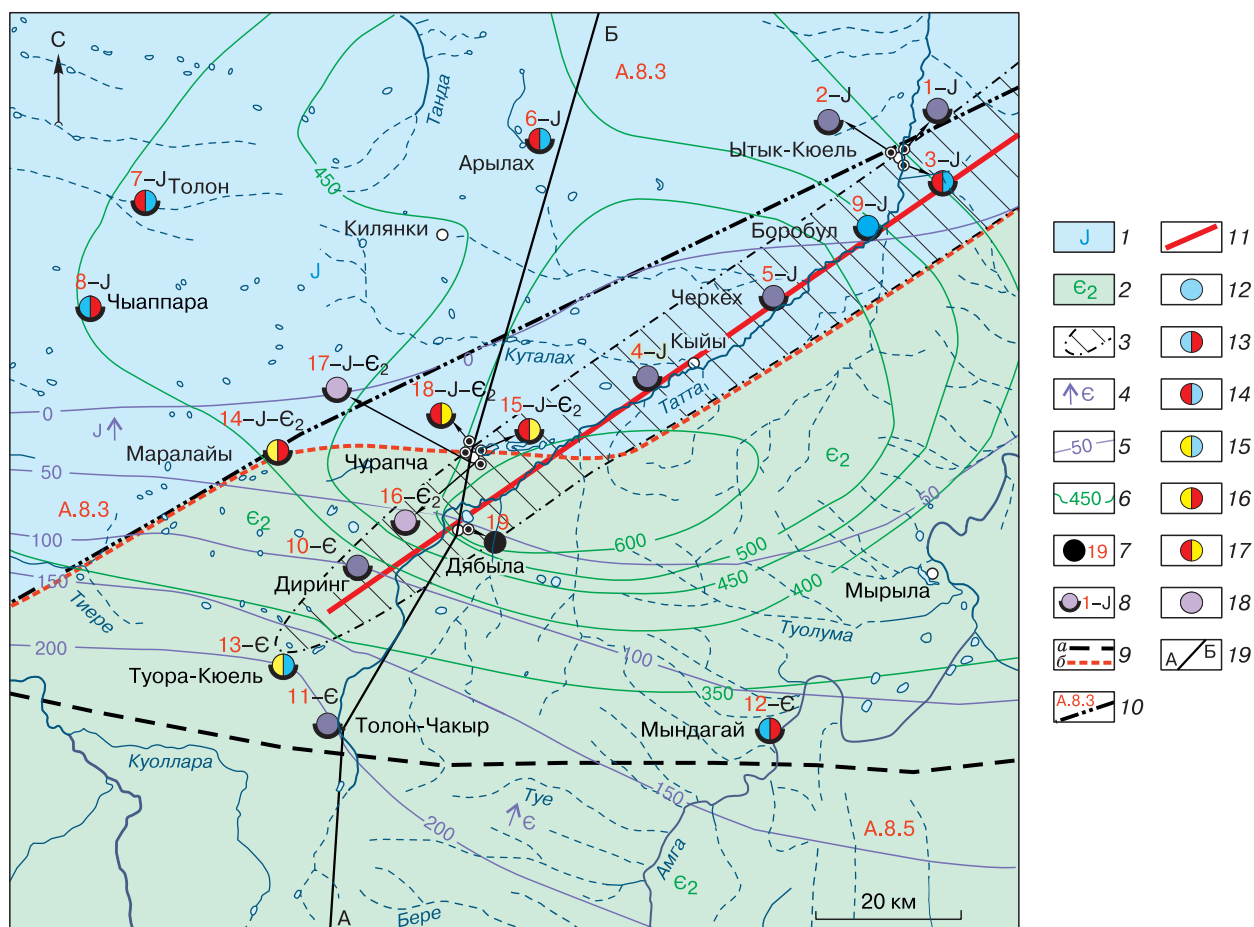 С
Б
А.8.3
1–J
2–J
Танда
6–J
Арылах
Ытык-Кюель
3–J
7–J
Толон
450
9–J
Килянки
Боробул
J
5–J
8–J
Чыаппара
Черкёх
Кыйы
0
Куталах
17–J–Є₂
4–J
18–J–Є₂
Татта
0
15–J–Є₂
J
14–J–Є₂
Маралайы
Чурапча
50
Є₂
16–Є₂
50
А.8.3
Є₂
19
600
500
100
10–Є
Дябыла
450
Диринг
400
Мырыла
150
Тиере
Туолума
200
13–Є
100
Туора-Кюель
350
11–Є
12–Є
Толон-Чакыр
Мындагай
Куоллара
150
Туе
Є
200
А.8.5
Амга
Є₂
А
Бере
20 км
J 1
Є₂ 2
3
Є 4
50 5
450 6
19 7
1–J 8
а
б 9
А.8.3 10
11
12
13
14
15
16
17
18
А Б 19